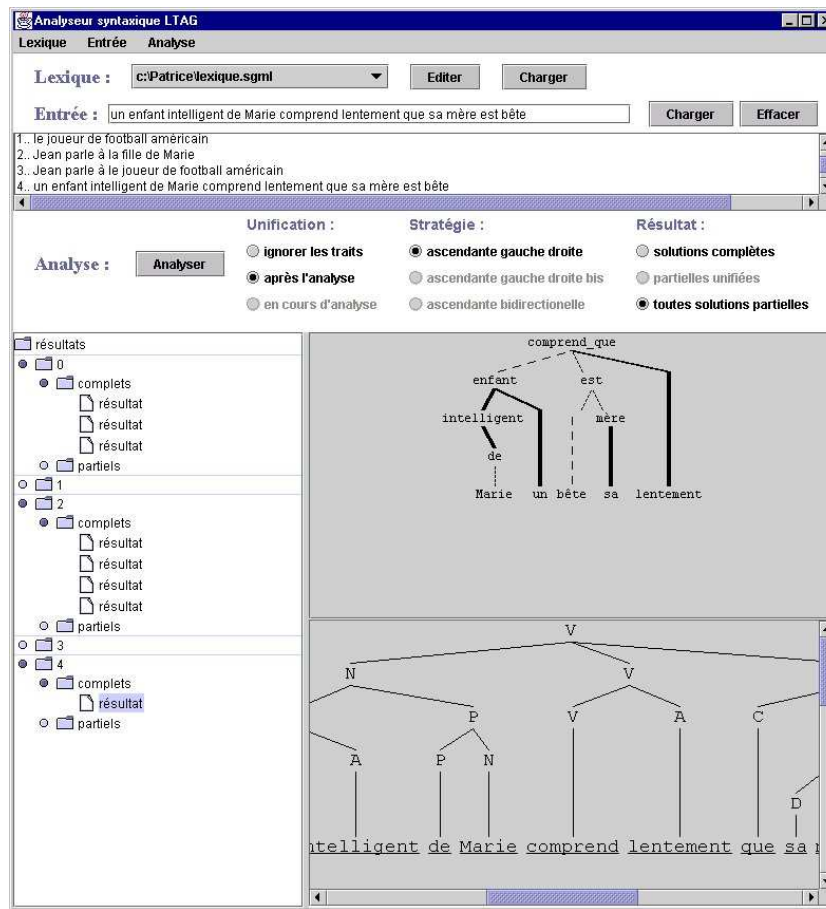 Analyseur syntaxique LTAG
Lexique Entrée Analyse
Lexique : c:\Patrice\lexique.sgml Editer Charger
Entrée : un enfant intelligent de Marie comprend lentement que sa mère est bête Charger Effacer
1.. le joueur de football américain
2.. Jean parle à la fille de Marie
3.. Jean parle à le joueur de football américain
4.. un enfant intelligent de Marie comprend lentement que sa mère est bête
Unification : Stratégie : Résultat :
ignorer les traits ascendante gauche droite solutions complètes
Analyse : Analyser après l'analyse ascendante gauche droite bis partielles unifiées
en cours d'analyse ascendante bidirectionelle toutes solutions partielles
résultats
0
complets
résultat
résultat
résultat
partiels
1
2
complets
résultat
résultat
résultat
résultat
partiels
3
4
complets
résultat
partiels
comprend_que
enfant est
intelligent mère
de
Marie un bête sa lentement
V
N V
P V A C
A P N
D
ntelligent de Marie comprend lentement que sa